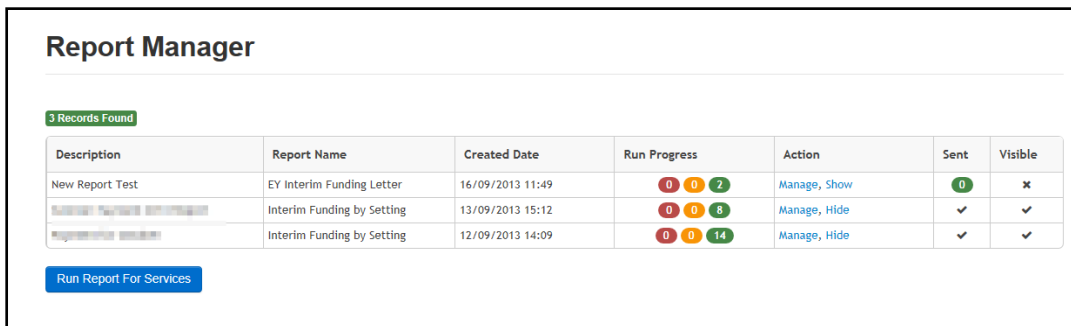 Report Manager
3 Records Found
Description Report Name Created Date Run Progress Action Sent Visible
New Report Test EY Interim Funding Letter 16/09/2013 11:49 0 0 2 Manage, Show 0
Interim Funding by Setting 13/09/2013 15:12 0 0 8 Manage, Hide
Interim Funding by Setting 12/09/2013 14:09 0 0 14 Manage, Hide
Run Report For Services